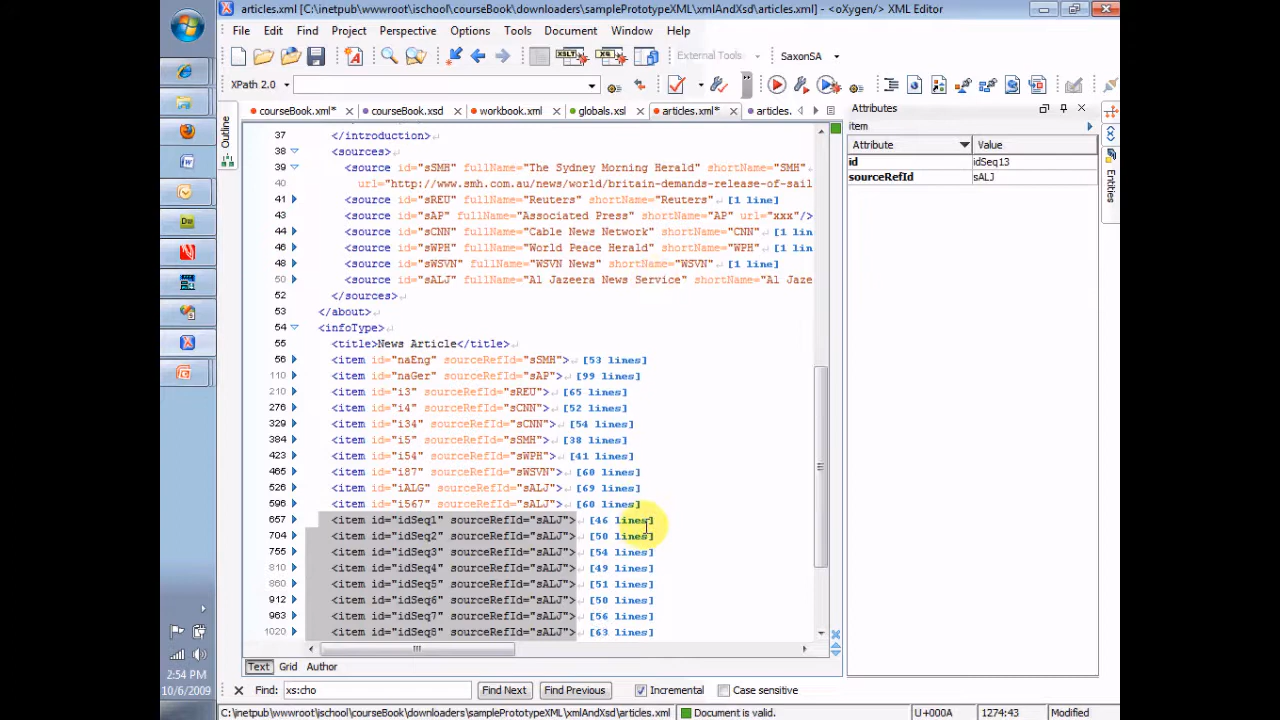 articles.xml [C:\inetpub\wwwroot\ischool\courseBook\downloaders\samplePrototypeXML\xmlAndXsd\articles.xml] - <oXygen/> XML Editor
File Edit Find Project Perspective Options Tools Document Window Help
External Tools SaxonSA
XPath 2.0
courseBook.xml* courseBook.xsd workbook.xml globals.xsl articles.xml* articles.
Outline
37 </introduction>
38 <sources>
39 <source id="sSMH" fullName="The Sydney Morning Herald" shortName="SMH"
40 url="http://www.smh.com.au/news/world/britain-demands-release-of-sail
41 <source id="sREU" fullName="Reuters" shortName="Reuters" [1 line]
43 <source id="sAP" fullName="Associated Press" shortName="AP" url="xxx"/>
44 <source id="sCNN" fullName="Cable News Network" shortName="CNN" [1 lin
46 <source id="sWPH" fullName="World Peace Herald" shortName="WPH" [1 lin
48 <source id="sWSVN" fullName="WSVN News" shortName="WSVN" [1 line]
50 <source id="sALJ" fullName="Al Jazeera News Service" shortName="Al Jaze
52 </sources>
53 </about>
54 <infoType>
55 <title>News Article</title>
56 <item id="naEng" sourceRefId="sSMH"> [53 lines]
110 <item id="naGer" sourceRefId="sAP"> [99 lines]
210 <item id="i3" sourceRefId="sREU"> [65 lines]
276 <item id="i4" sourceRefId="sCNN"> [52 lines]
329 <item id="i34" sourceRefId="sCNN"> [54 lines]
384 <item id="i5" sourceRefId="sSMH"> [38 lines]
423 <item id="i54" sourceRefId="sWPH"> [41 lines]
465 <item id="i87" sourceRefId="sWSVN"> [60 lines]
526 <item id="iALG" sourceRefId="sALJ"> [69 lines]
596 <item id="i567" sourceRefId="sALJ"> [60 lines]
657 <item id="idSeq1" sourceRefId="sALJ"> [46 lines]
704 <item id="idSeq2" sourceRefId="sALJ"> [50 lines]
755 <item id="idSeq3" sourceRefId="sALJ"> [54 lines]
810 <item id="idSeq4" sourceRefId="sALJ"> [49 lines]
860 <item id="idSeq5" sourceRefId="sALJ"> [51 lines]
912 <item id="idSeq6" sourceRefId="sALJ"> [50 lines]
963 <item id="idSeq7" sourceRefId="sALJ"> [56 lines]
1020 <item id="idSeq8" sourceRefId="sALJ"> [63 lines]
Attributes
item
Attribute Value
id idSeq13
sourceRefId sALJ
Entities
Text Grid Author
Find: xs:cho Find Next Find Previous Incremental Case sensitive
C:\inetpub\wwwroot\ischool\courseBook\downloaders\samplePrototypeXML\xmlAndXsd\articles.xml Document is valid. U+000A 1274:43 Modified
2:54 PM
10/6/2009